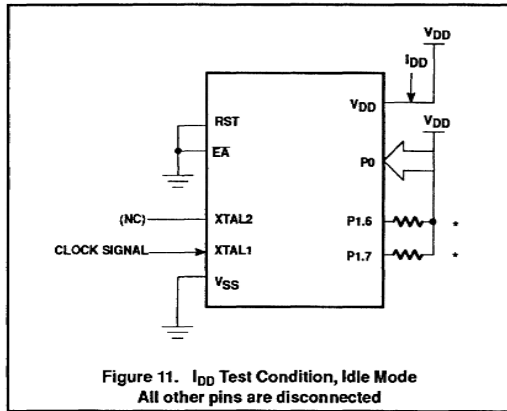 VDD
IDD
VDD
VDD
RST
EA
P0
(NC)
XTAL2
P1.6
*
CLOCK SIGNAL
XTAL1
P1.7
*
VSS
Figure 11. IDD Test Condition, Idle Mode
All other pins are disconnected